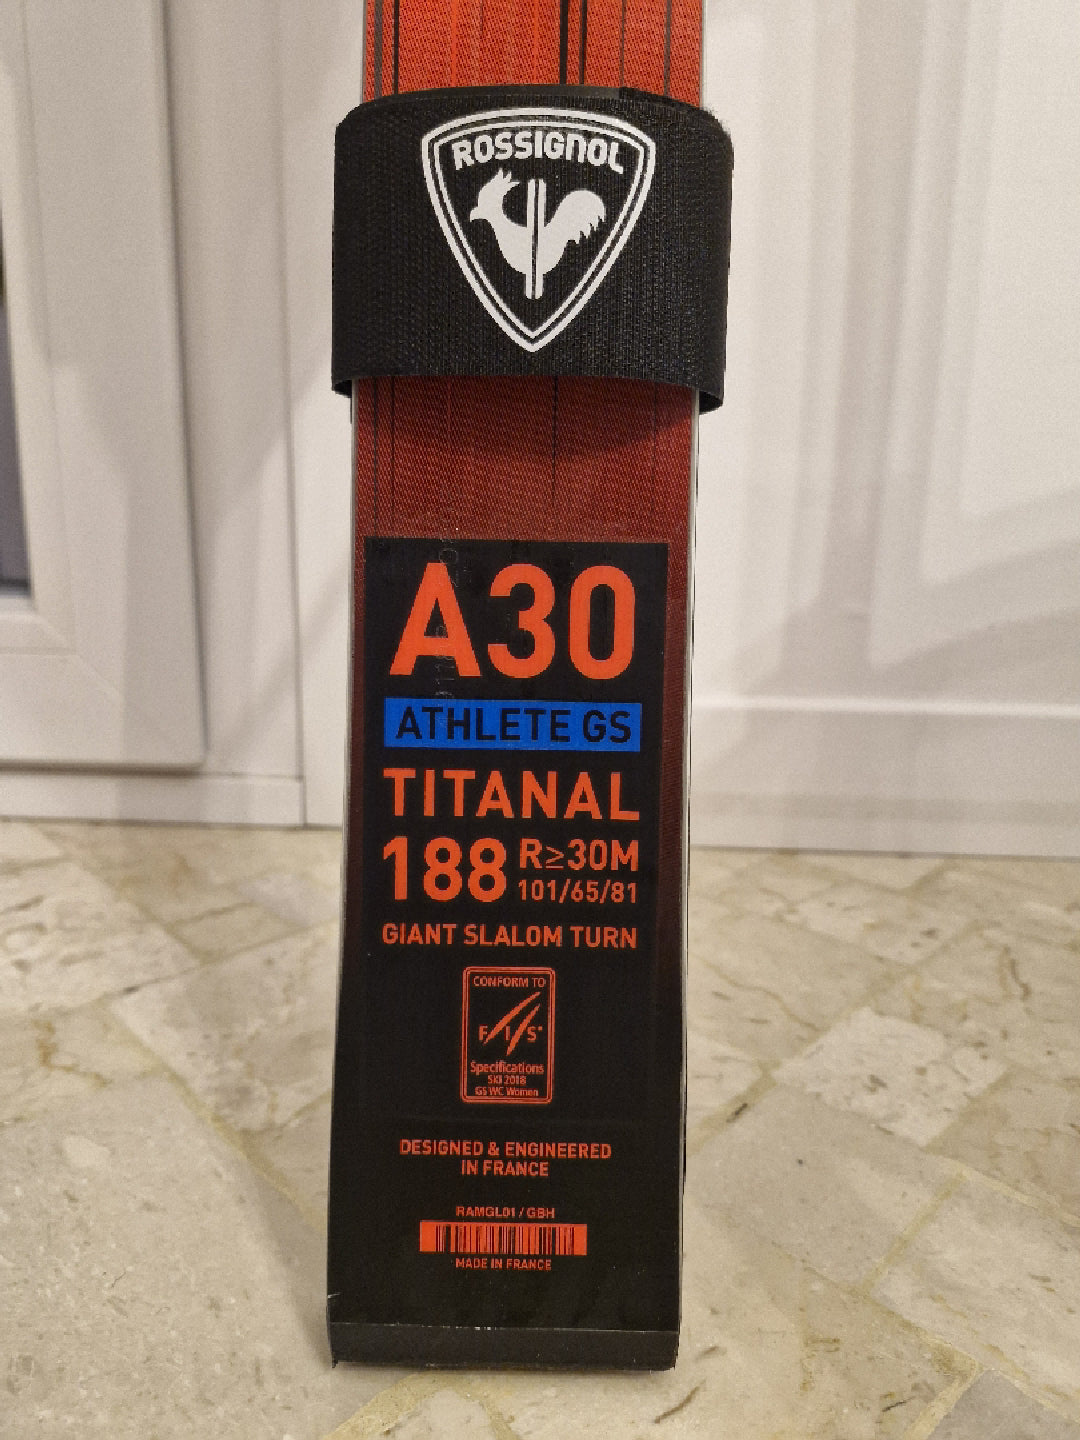 ROSSIGNOL
A30
ATHLETE GS
TITANAL
188 R≥30M
101/65/81
GIANT SLALOM TURN
CONFORM TO
F/I/S
Specifications
SKI 2018
GS WC Women
DESIGNED & ENGINEERED
IN FRANCE
RAMGL01 / GBH
MADE IN FRANCE